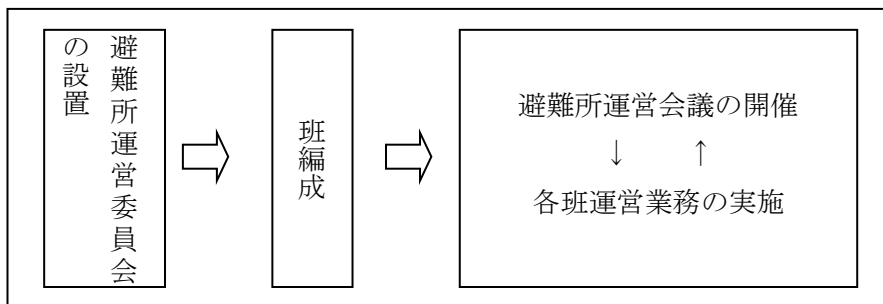 避難所運営委員会
の設置
班編成
避難所運営会議の開催
↓ ↑
各班運営業務の実施